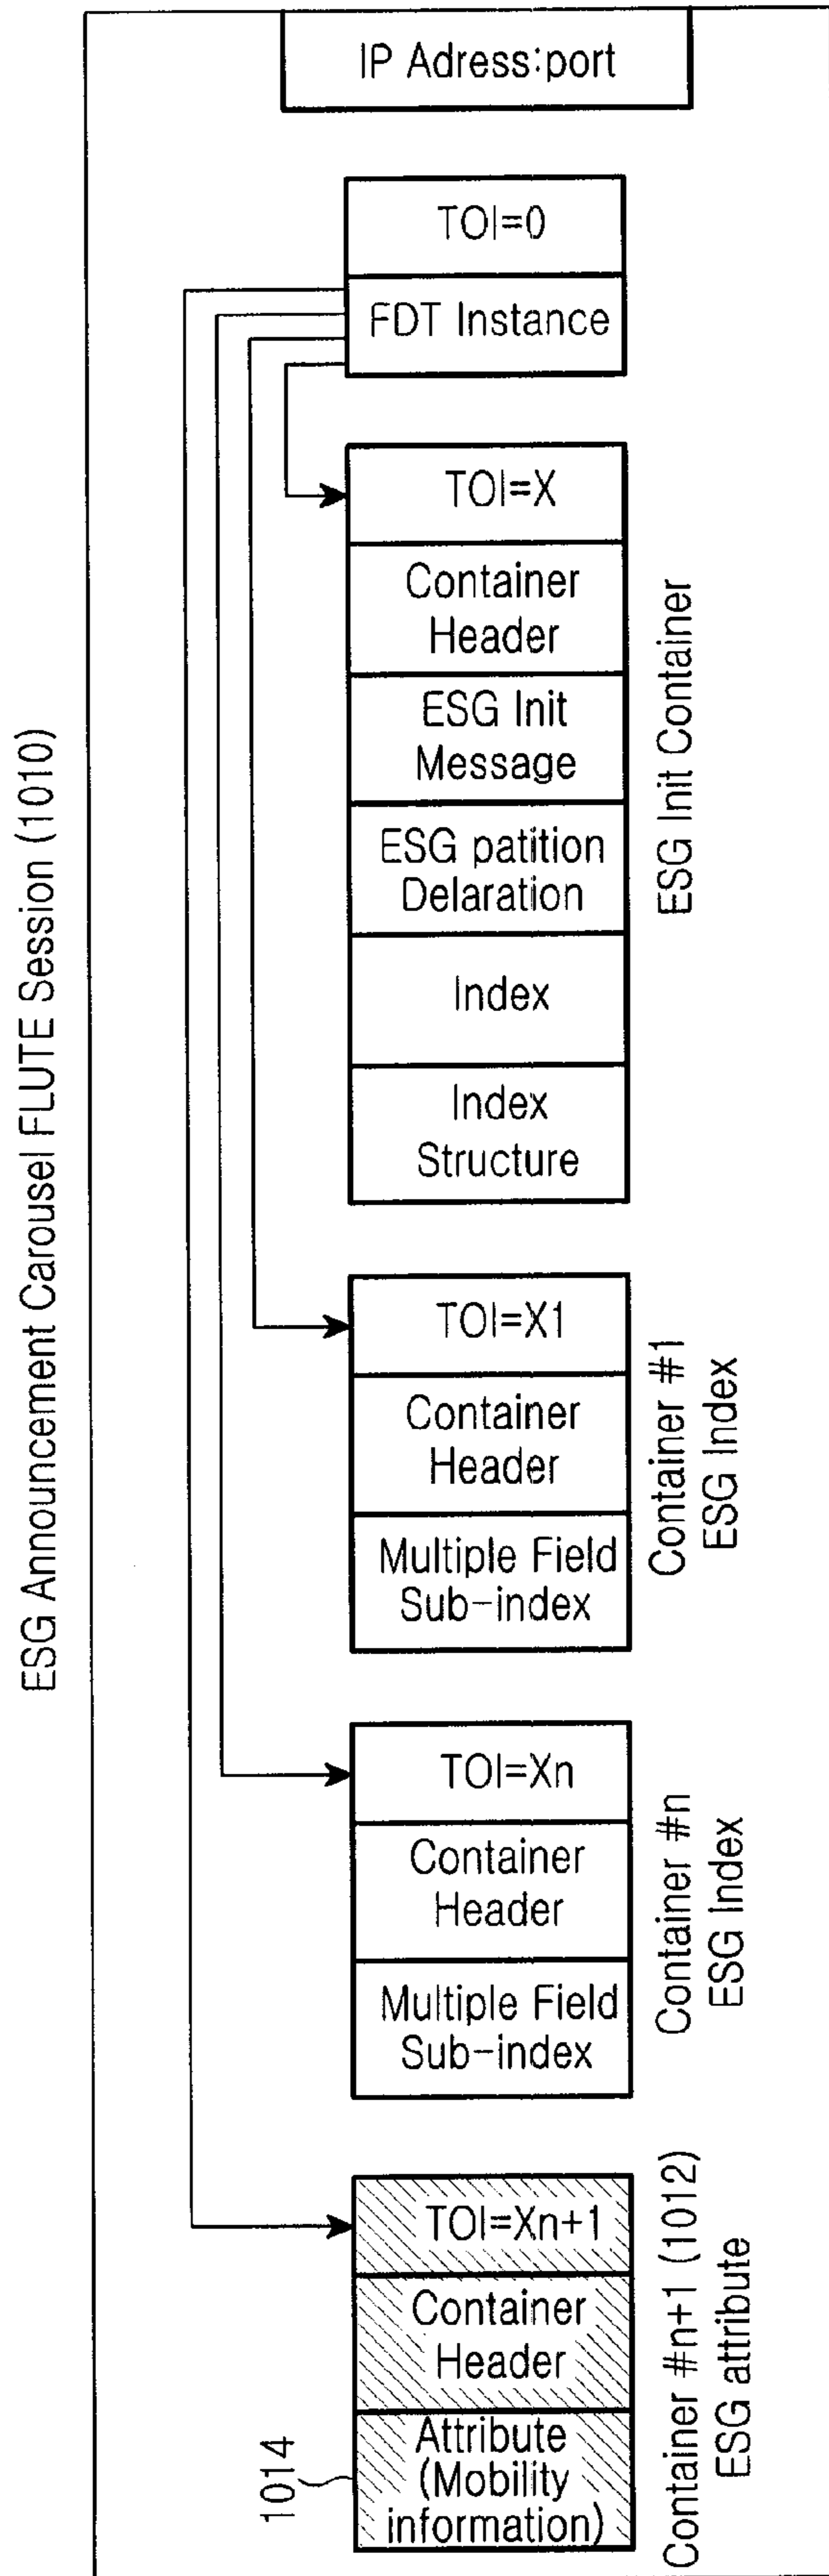 ESG Announcement Carousel FLUTE Session (1010)
IP Adress:port
TOI=0
FDT Instance
TOI=X
Container
Header
ESG Init
Message
ESG patition
Delaration
Index
Index
Structure
ESG Init Container
TOI=X1
Container
Header
Multiple Field
Sub-index
Container #1
ESG Index
TOI=Xn
Container
Header
Multiple Field
Sub-index
Container #n
ESG Index
TOI=Xn+1
Container
Header
Attribute
(Mobility
information)
1014
Container #n+1 (1012)
ESG attribute